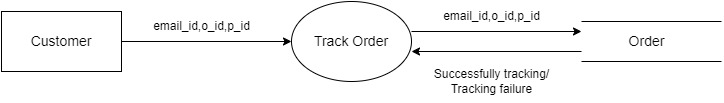 Customer
email_id,o_id,p_id
Track Order
email_id,o_id,p_id
Order
Successfully tracking/
Tracking failure